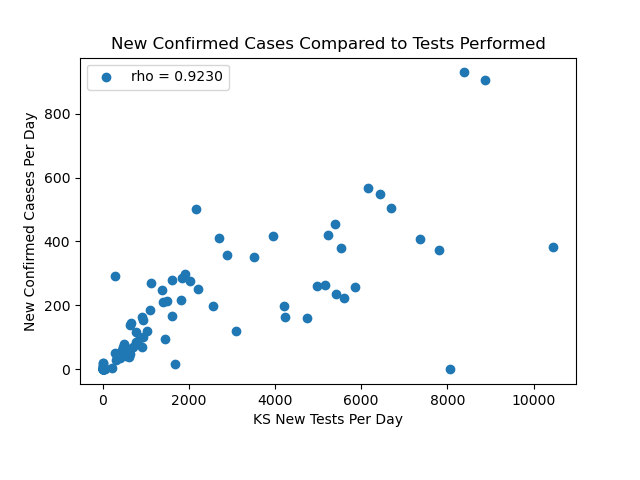 New Confirmed Cases Compared to Tests Performed
rho = 0.9230
New Confirmed Caeses Per Day
800
600
400
200
0
0 2000 4000 6000 8000 10000
KS New Tests Per Day